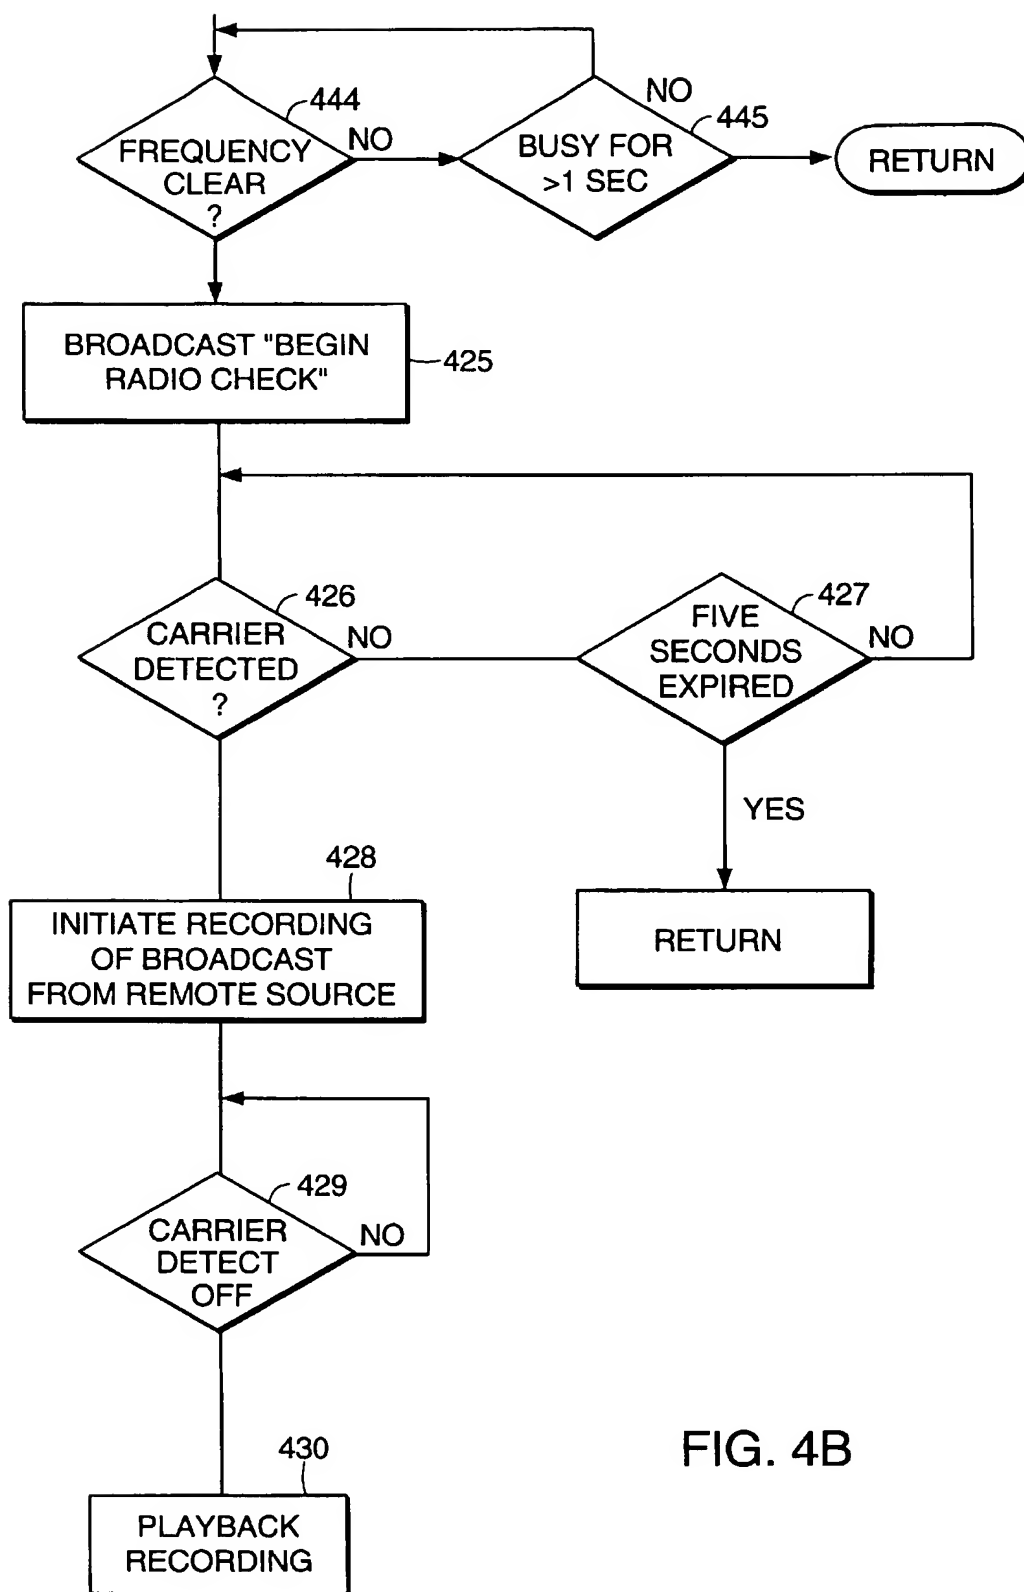 444
FREQUENCY
CLEAR
?
NO
NO
445
BUSY FOR
>1 SEC
RETURN
BROADCAST "BEGIN
RADIO CHECK"
425
426
CARRIER
DETECTED
?
NO
427
FIVE
SECONDS
EXPIRED
NO
YES
RETURN
428
INITIATE RECORDING
OF BROADCAST
FROM REMOTE SOURCE
429
CARRIER
DETECT
OFF
NO
430
PLAYBACK
RECORDING
FIG. 4B